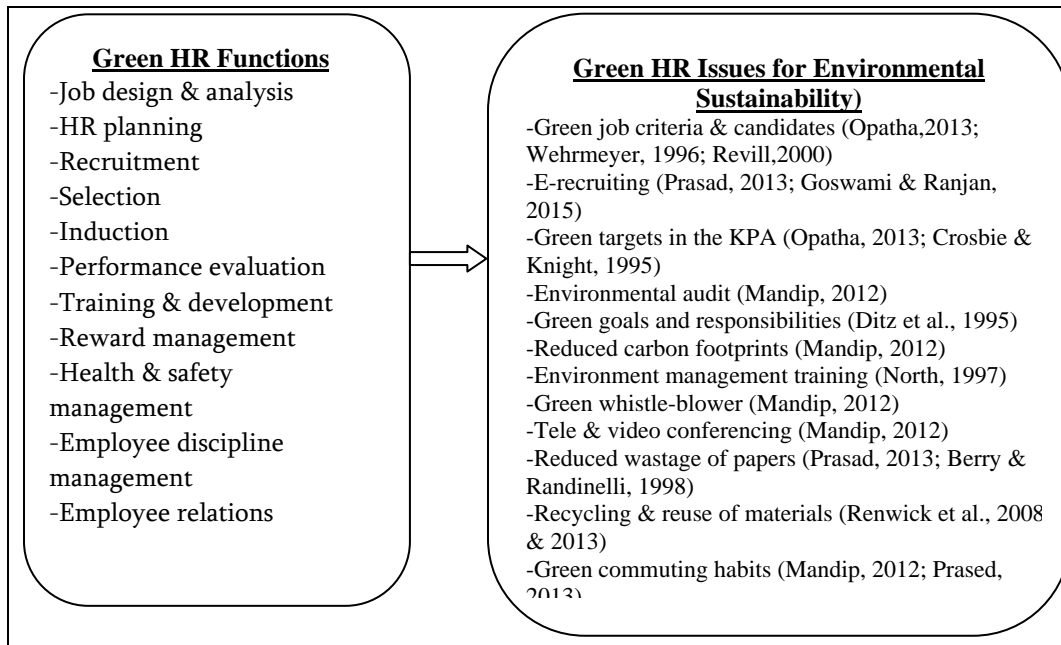 Green HR Functions
-Job design & analysis
-HR planning
-Recruitment
-Selection
-Induction
-Performance evaluation
-Training & development
-Reward management
-Health & safety
management
-Employee discipline
management
-Employee relations
Green HR Issues for Environmental
Sustainability)
-Green job criteria & candidates (Opatha,2013;
Wehrmeyer, 1996; Revill,2000)
-E-recruiting (Prasad, 2013; Goswami & Ranjan,
2015)
-Green targets in the KPA (Opatha, 2013; Crosbie &
Knight, 1995)
-Environmental audit (Mandip, 2012)
-Green goals and responsibilities (Ditz et al., 1995)
-Reduced carbon footprints (Mandip, 2012)
-Environment management training (North, 1997)
-Green whistle-blower (Mandip, 2012)
-Tele & video conferencing (Mandip, 2012)
-Reduced wastage of papers (Prasad, 2013; Berry &
Randinelli, 1998)
-Recycling & reuse of materials (Renwick et al., 2008
& 2013)
-Green commuting habits (Mandip, 2012; Prased,
2013)